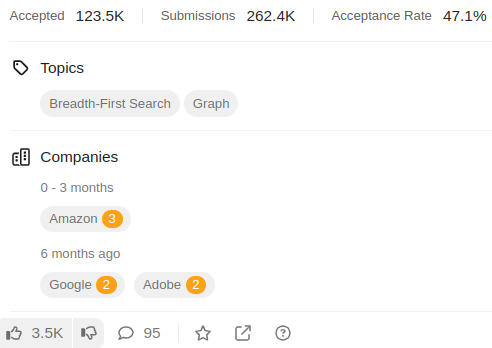 Accepted 123.5K Submissions 262.4K Acceptance Rate 47.1%
Topics
Breadth-First Search Graph
Companies
0 - 3 months
Amazon 3
6 months ago
Google 2 Adobe 2
3.5K 95